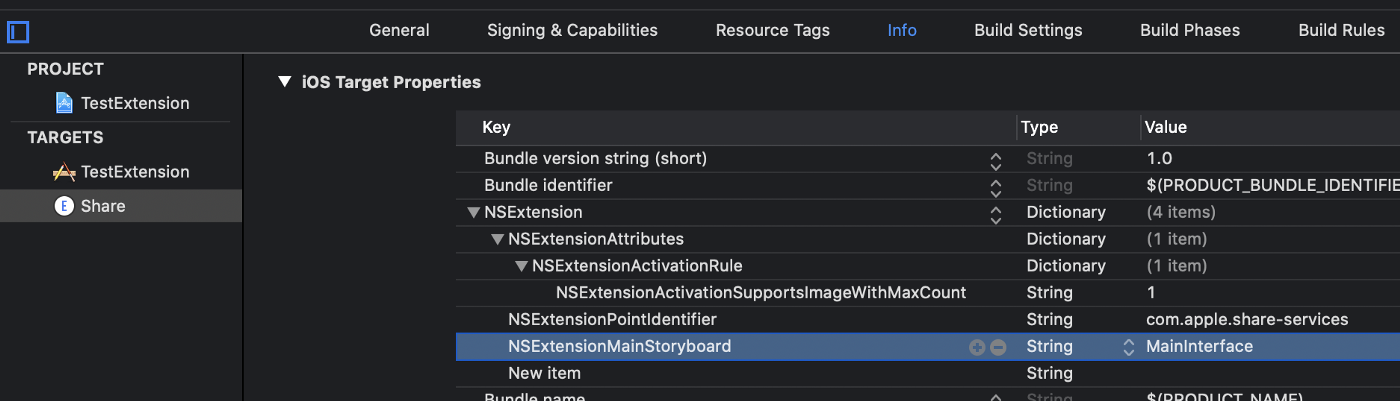 General Signing & Capabilities Resource Tags Info Build Settings Build Phases Build Rules
PROJECT
TestExtension
TARGETS
TestExtension
E Share
iOS Target Properties
Key Type Value
Bundle version string (short) String 1.0
Bundle identifier String $(PRODUCT_BUNDLE_IDENTIFIE
NSExtension Dictionary (4 items)
NSExtensionAttributes Dictionary (1 item)
NSExtensionActivationRule Dictionary (1 item)
NSExtensionActivationSupportsImageWithMaxCount String 1
NSExtensionPointIdentifier String com.apple.share-services
NSExtensionMainStoryboard String MainInterface
New item String
Bundle name String $(PRODUCT_NAME)